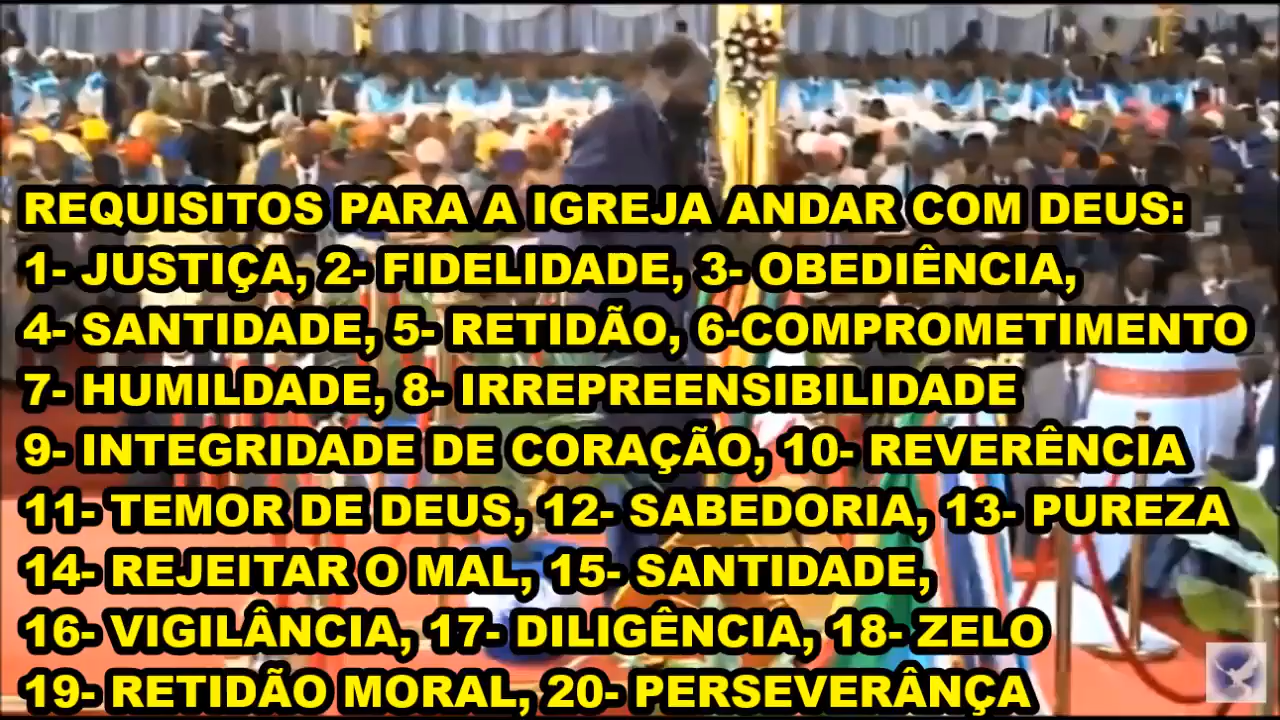 REQUISITOS PARA A IGREJA ANDAR COM DEUS:
1- JUSTIÇA, 2- FIDELIDADE, 3- OBEDIÊNCIA,
4- SANTIDADE, 5- RETIDÃO, 6-COMPROMETIMENTO
7- HUMILDADE, 8- IRREPREENSIBILIDADE
9- INTEGRIDADE DE CORAÇÃO, 10- REVERÊNCIA
11- TEMOR DE DEUS, 12- SABEDORIA, 13- PUREZA
14- REJEITAR O MAL, 15- SANTIDADE,
16- VIGILÂNCIA, 17- DILIGÊNCIA, 18- ZELO
19- RETIDÃO MORAL, 20- PERSEVERÂNÇA